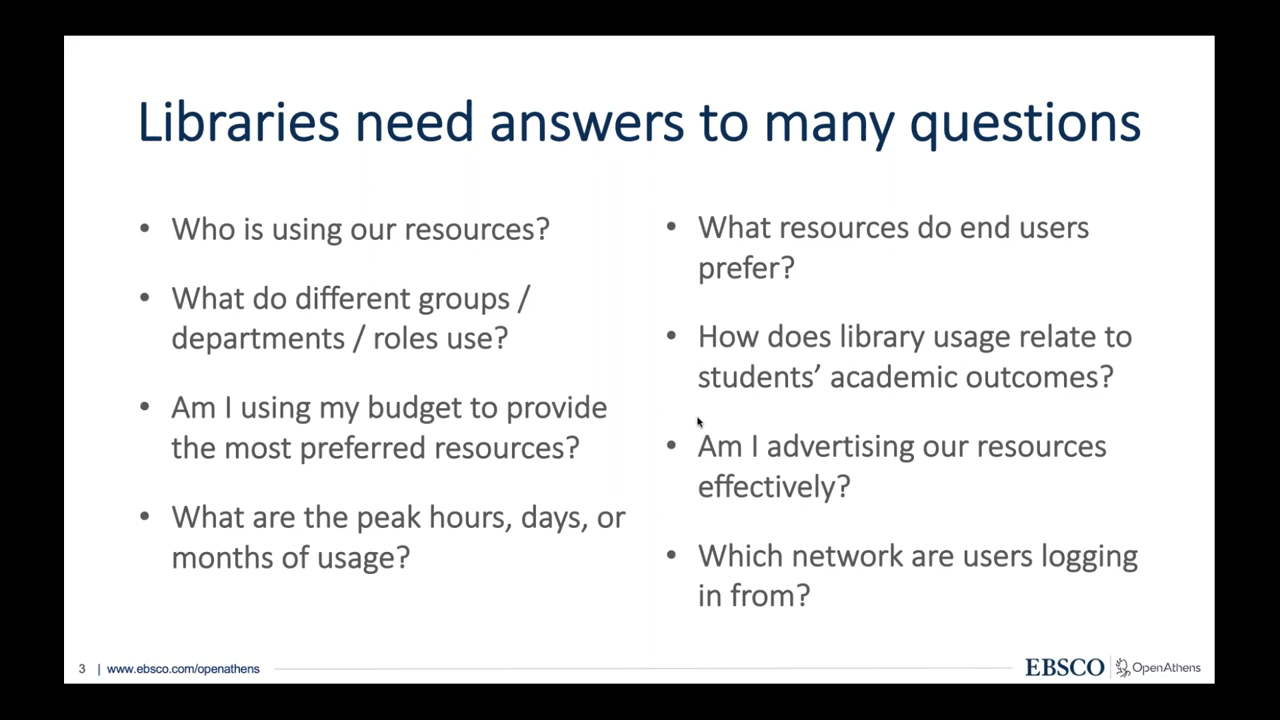 Libraries need answers to many questions
• Who is using our resources?
• What do different groups /
departments / roles use?
• Am I using my budget to provide
the most preferred resources?
• What are the peak hours, days, or
months of usage?
• What resources do end users
prefer?
• How does library usage relate to
students’ academic outcomes?
• Am I advertising our resources
effectively?
• Which network are users logging
in from?
3 | www.ebsco.com/openathens
EBSCO | OpenAthens